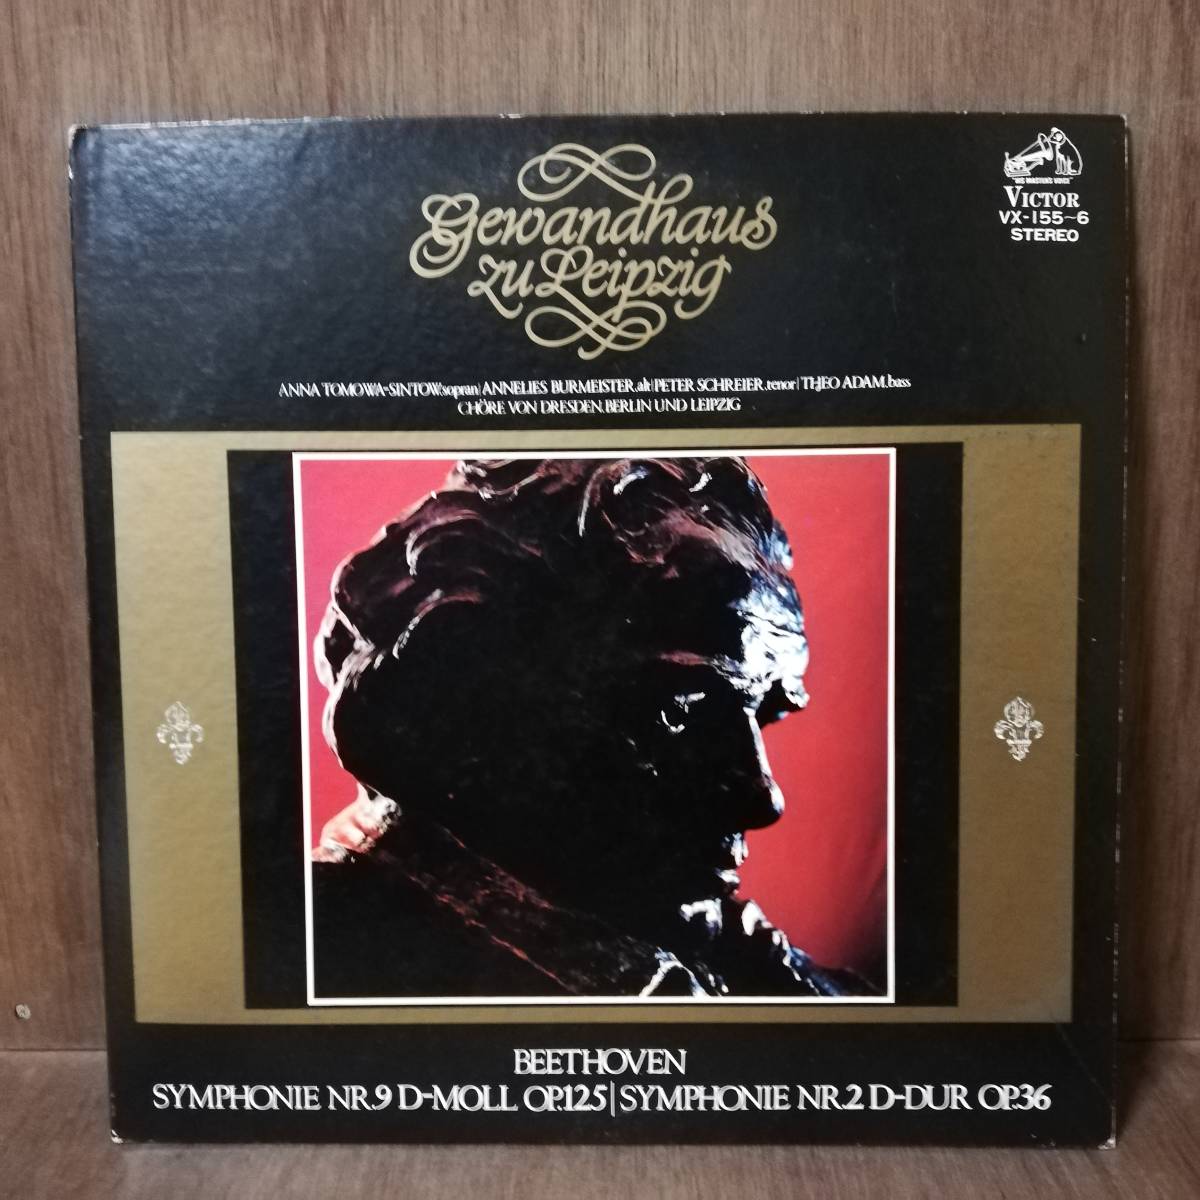 Gewandhaus
zu Leipzig
"HIS MASTER'S VOICE"
VICTOR
VX-155~6
STEREO
ANNA TOMOWA-SINTOW.sopran|ANNELIES BURMEISTER.alt|PETER SCHREIER.tenor|THEO ADAM.bass
CHÖRE VON DRESDEN.BERLIN UND LEIPZIG
BEETHOVEN
SYMPHONIE NR.9 D-MOLL OP.125|SYMPHONIE NR.2 D-DUR OP.36